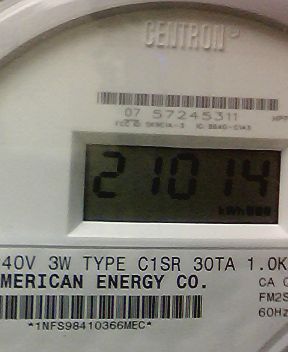 CENTRON
07 57245311
21014
kWh
40V 3W TYPE C1SR 30TA 1.0K
MERICAN ENERGY CO.
CA
FM2S
60Hz
*1NFS98410366MEC*